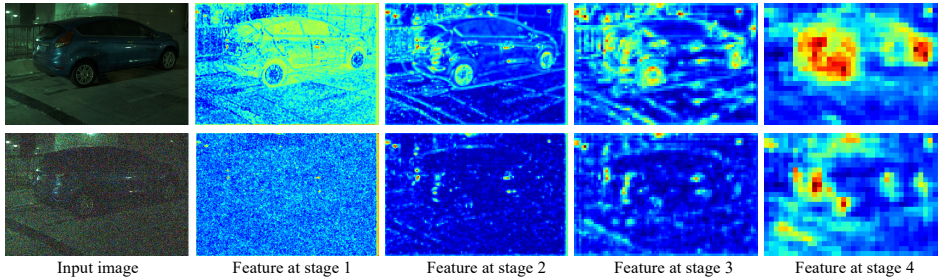 Input image
Feature at stage 1
Feature at stage 2
Feature at stage 3
Feature at stage 4